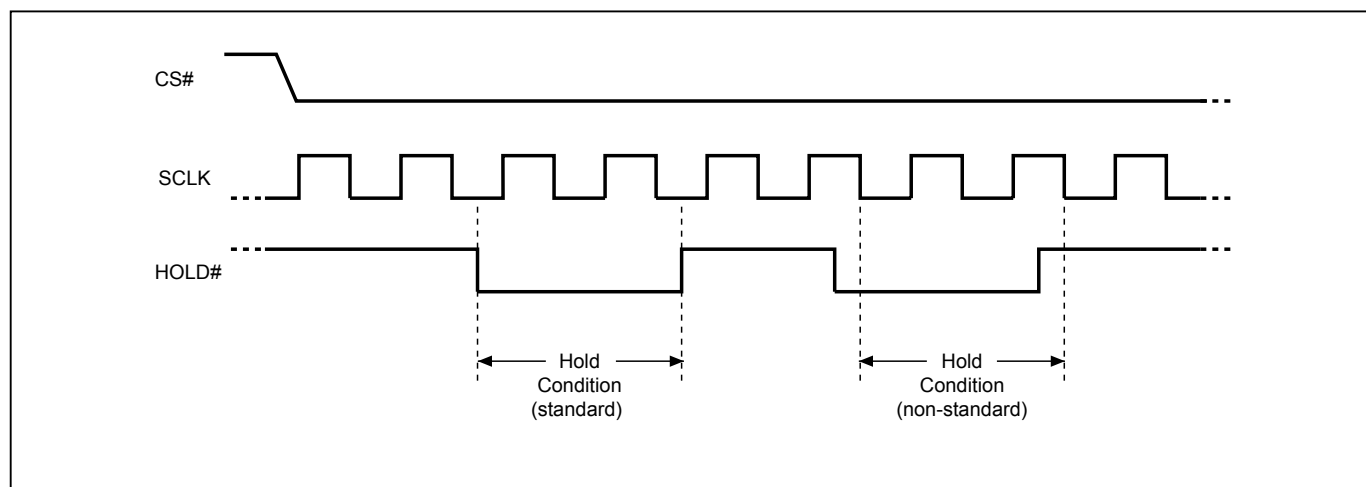 CS#
SCLK
HOLD#
Hold
Condition
(standard)
Hold
Condition
(non-standard)